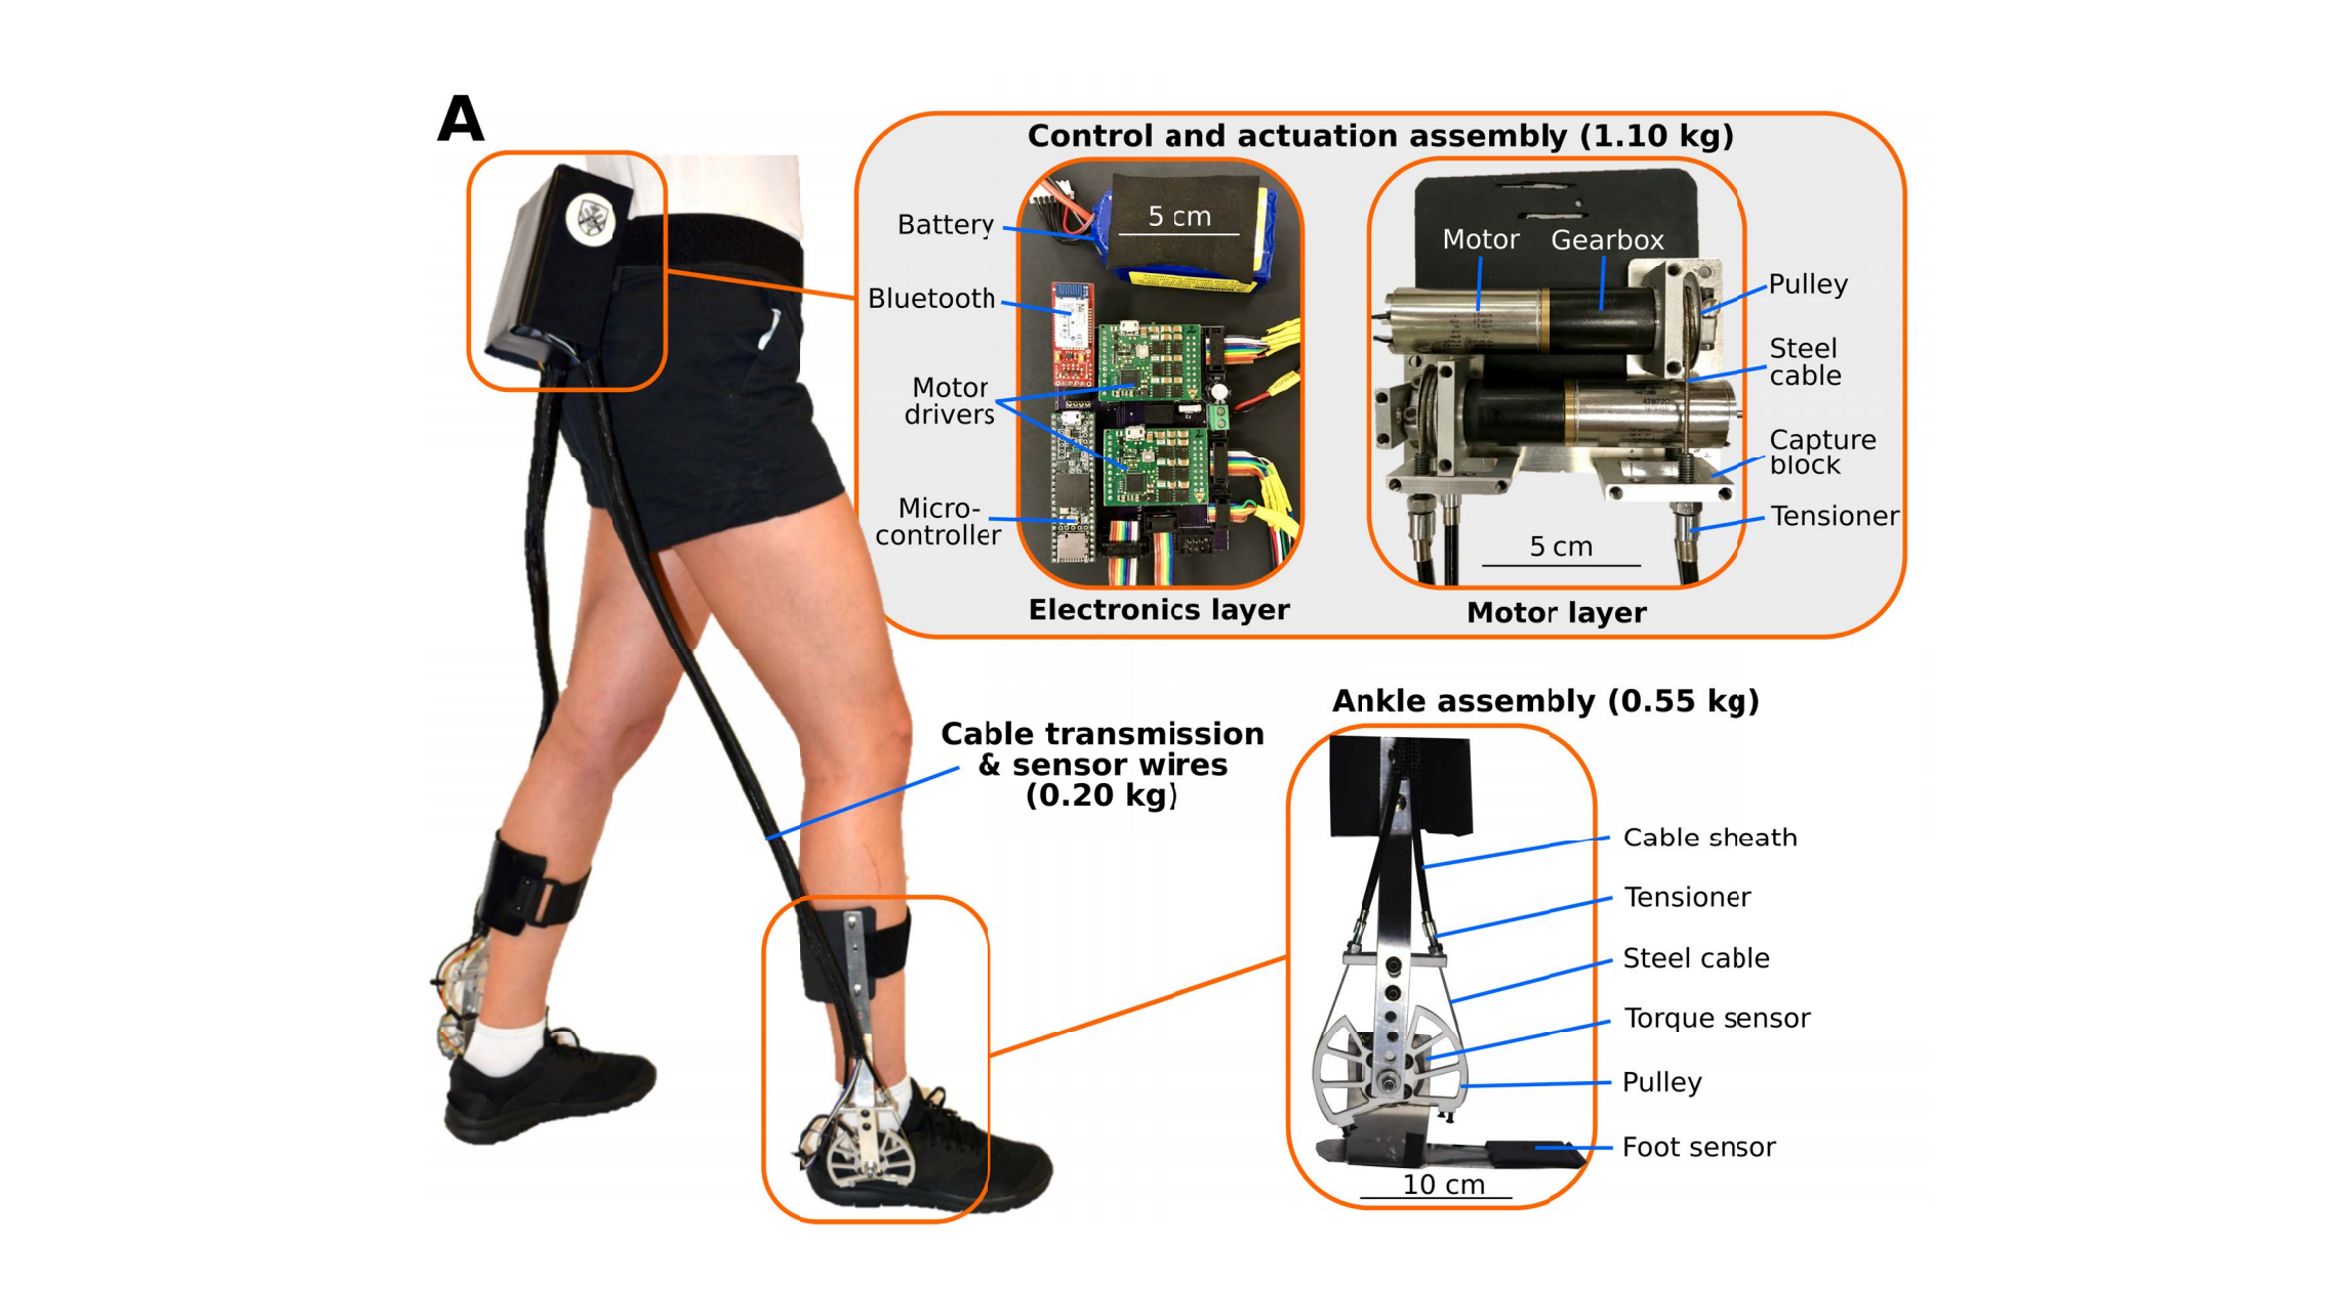 A
Control and actuation assembly (1.10 kg)
Battery
5 cm
Bluetooth
Motor
drivers
Micro-
controller
Electronics layer
Motor Gearbox
Pulley
Steel
cable
Capture
block
Tensioner
5 cm
Motor layer
Cable transmission
& sensor wires
(0.20 kg)
Ankle assembly (0.55 kg)
Cable sheath
Tensioner
Steel cable
Torque sensor
Pulley
Foot sensor
10 cm